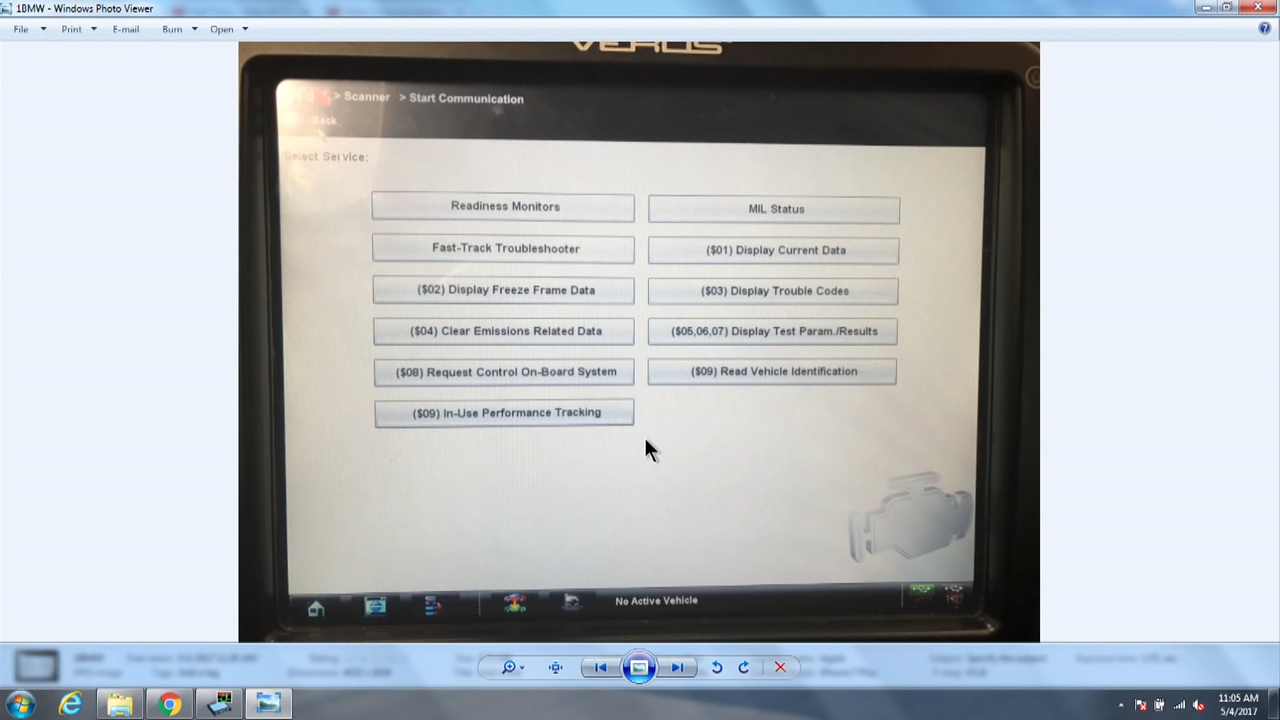 1BMW - Windows Photo Viewer
File Print E-mail Burn Open
VERUS
> Scanner > Start Communication
Back
Select Service:
Readiness Monitors MIL Status
Fast-Track Troubleshooter ($01) Display Current Data
($02) Display Freeze Frame Data ($03) Display Trouble Codes
($04) Clear Emissions Related Data ($05,06,07) Display Test Param./Results
($08) Request Control On-Board System ($09) Read Vehicle Identification
($09) In-Use Performance Tracking
No Active Vehicle
11:05 AM
5/4/2017